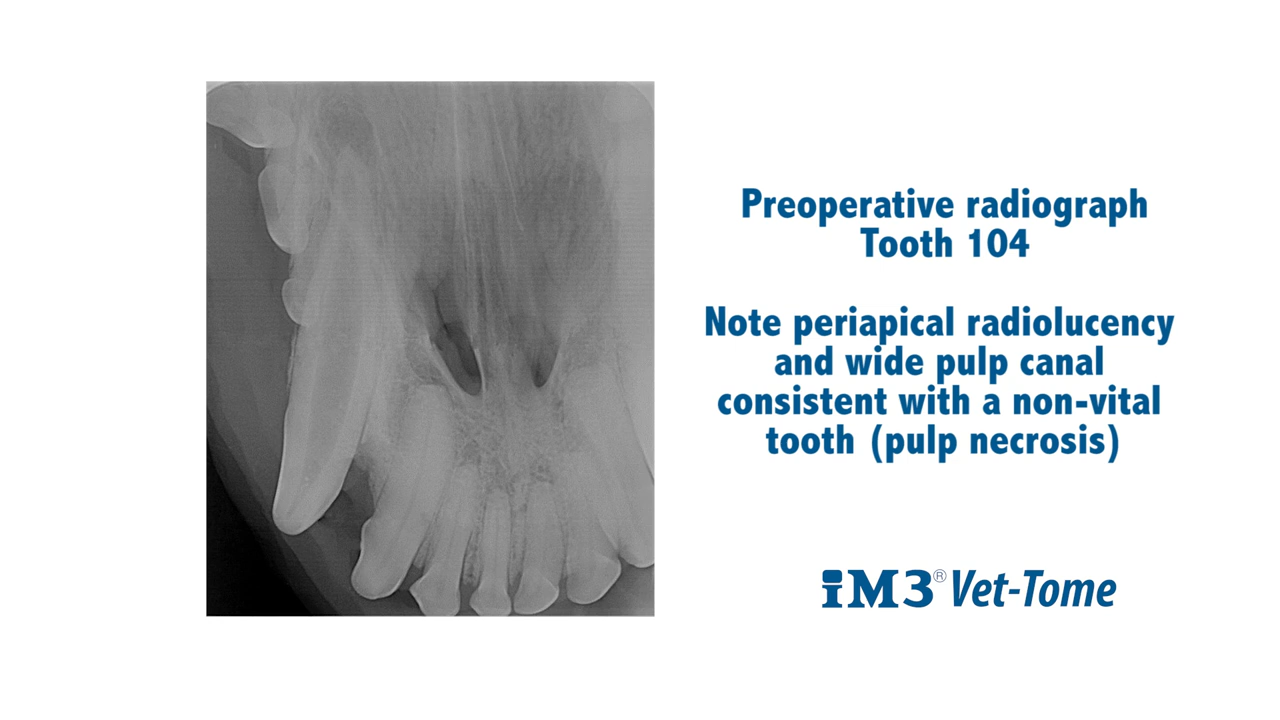 Preoperative radiograph
Tooth 104
Note periapical radiolucency
and wide pulp canal
consistent with a non-vital
tooth (pulp necrosis)
iM3® Vet-Tome